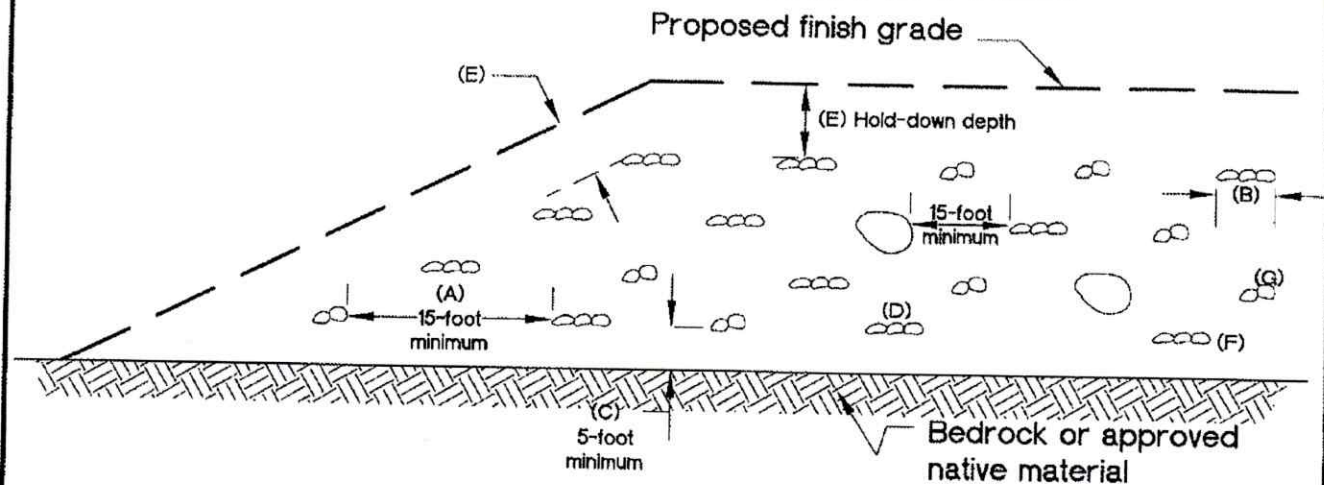 Proposed finish grade
(E)
(E) Hold-down depth
(B)
15-foot
minimum
(G)
(A)
15-foot
minimum
(D)
(F)
(C)
5-foot
minimum
Bedrock or approved
native material